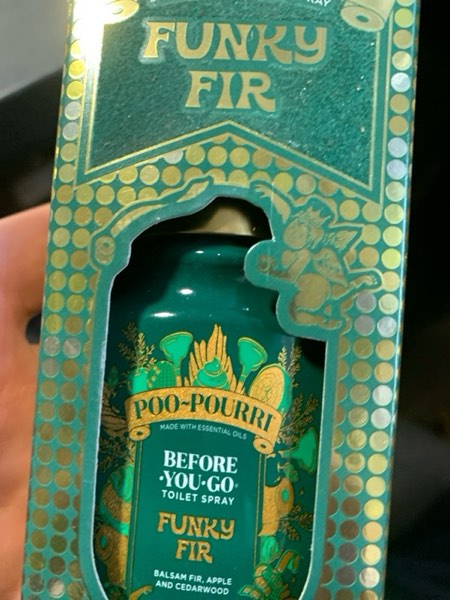 FUNKY
FIR
POO~POURRI
MADE WITH ESSENTIAL OILS
BEFORE
·YOU·GO®
TOILET SPRAY
FUNKY
FIR
BALSAM FIR, APPLE
AND CEDARWOOD